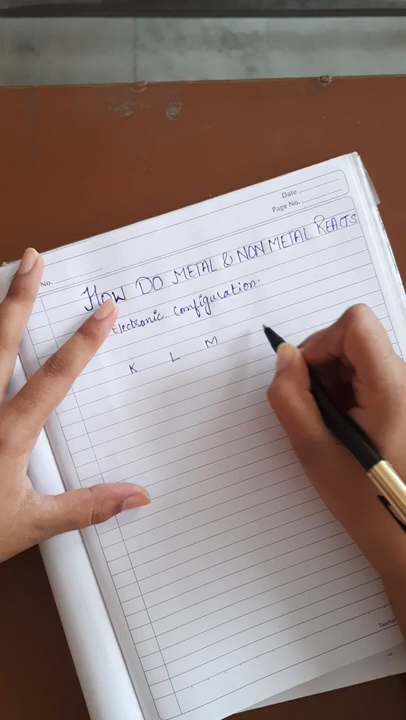 Date
Page No.
No.
HOW DO METAL & NON METAL REACTS
Electronic Configuration.
K L M